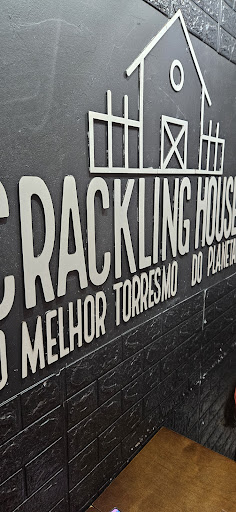 CRACKLING HOUSE
O MELHOR TORRESMO DO PLANETA